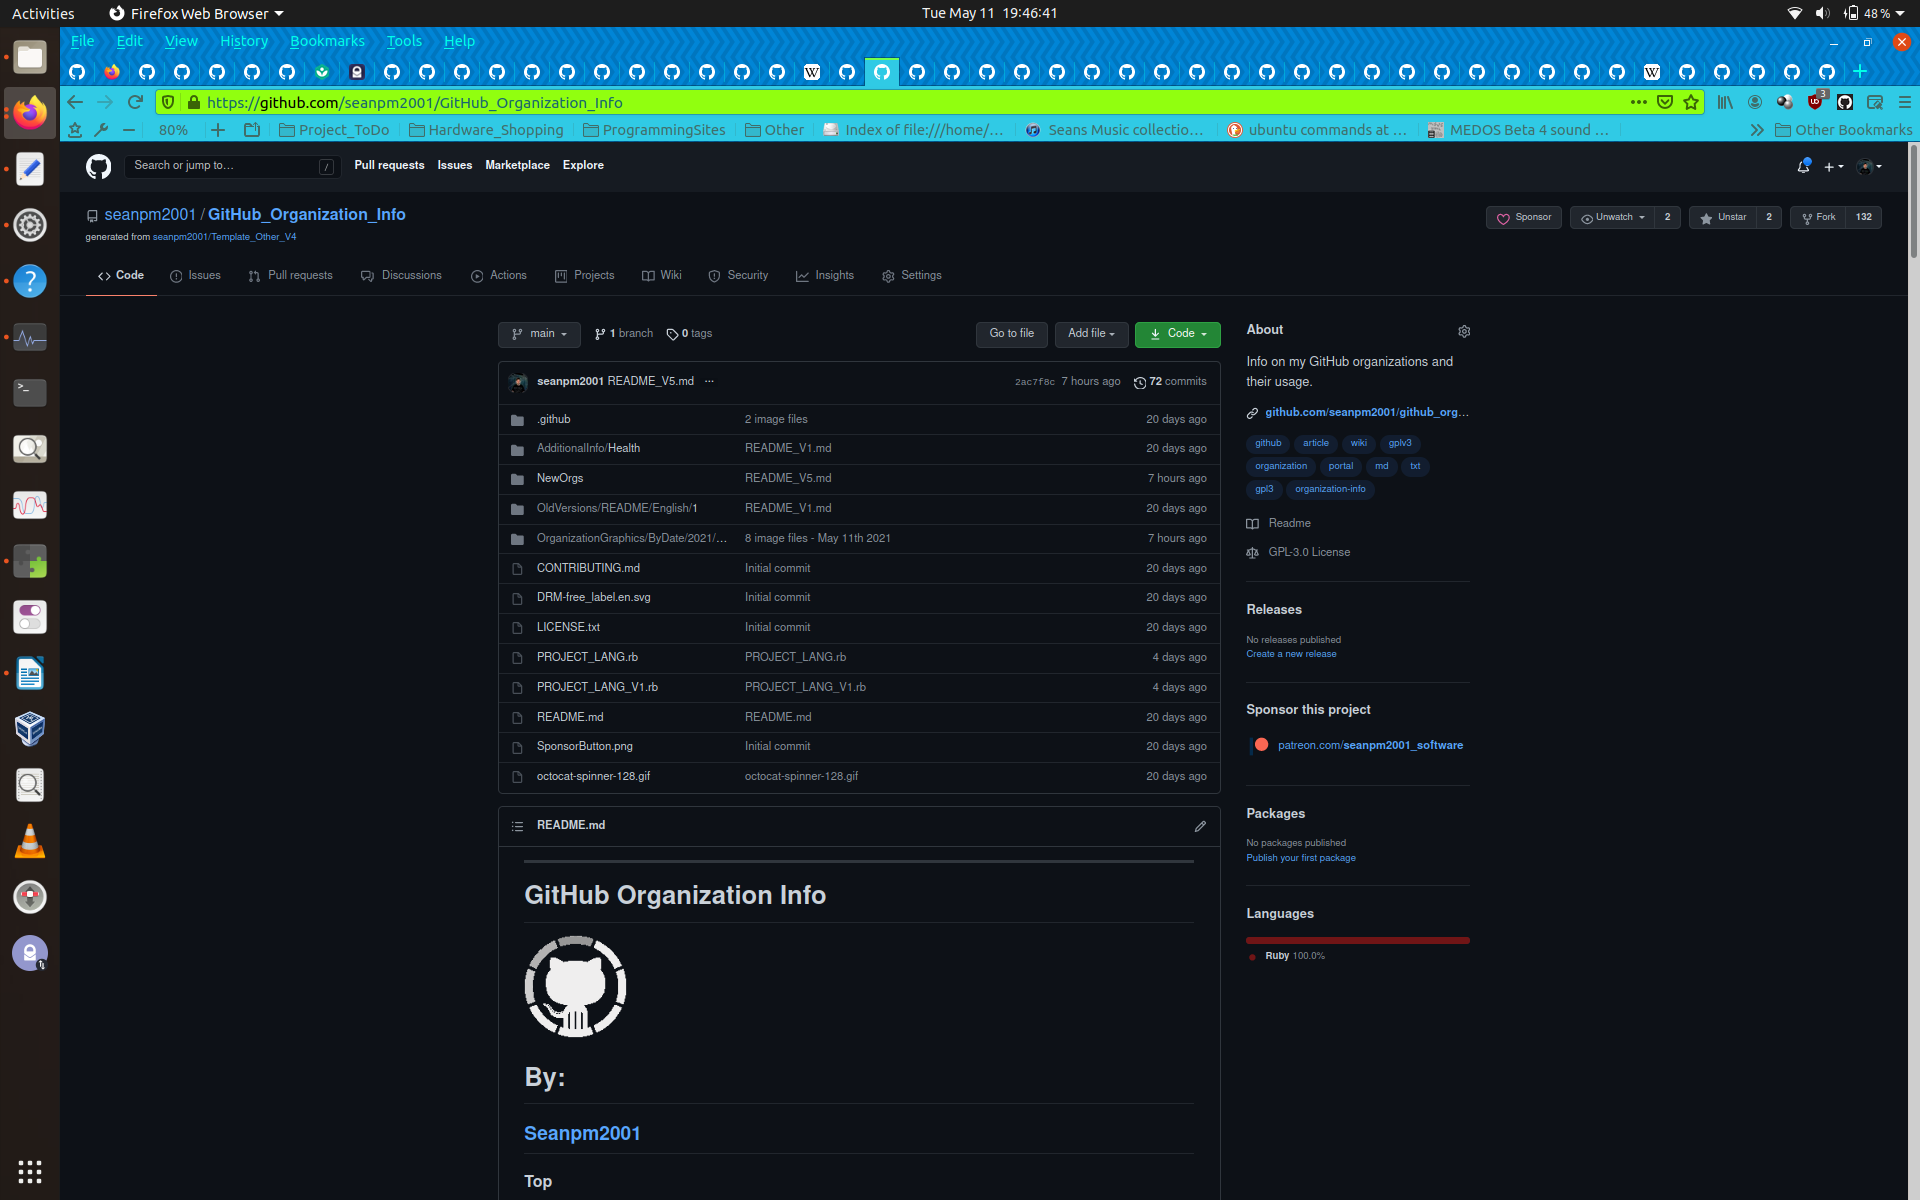 Activities
Firefox Web Browser
Tue May 11 19:46:41
48 %
File Edit View History Bookmarks Tools Help
https://github.com/seanpm2001/GitHub_Organization_Info
3
80%
Project_ToDo
Hardware_Shopping
ProgrammingSites
Other
Index of file:///home/...
Seans Music collectio...
ubuntu commands at ...
MEDOS Beta 4 sound ...
Other Bookmarks
Search or jump to...
/
Pull requests Issues Marketplace Explore
seanpm2001 / GitHub_Organization_Info
generated from seanpm2001/Template_Other_V4
Sponsor
Unwatch 2
Unstar 2
Fork 132
Code
Issues
Pull requests
Discussions
Actions
Projects
Wiki
Security
Insights
Settings
main
1 branch
0 tags
Go to file
Add file
Code
seanpm2001 README_V5.md ...
2ac7f8c 7 hours ago 72 commits
.github 2 image files 20 days ago
AdditionalInfo/Health README_V1.md 20 days ago
NewOrgs README_V5.md 7 hours ago
OldVersions/README/English/1 README_V1.md 20 days ago
OrganizationGraphics/ByDate/2021/... 8 image files - May 11th 2021 7 hours ago
CONTRIBUTING.md Initial commit 20 days ago
DRM-free_label.en.svg Initial commit 20 days ago
LICENSE.txt Initial commit 20 days ago
PROJECT_LANG.rb PROJECT_LANG.rb 4 days ago
PROJECT_LANG_V1.rb PROJECT_LANG_V1.rb 4 days ago
README.md README.md 20 days ago
SponsorButton.png Initial commit 20 days ago
octocat-spinner-128.gif octocat-spinner-128.gif 20 days ago
README.md
GitHub Organization Info
By:
Seanpm2001
Top
About
Info on my GitHub organizations and
their usage.
github.com/seanpm2001/github_org...
github article wiki gplv3
organization portal md txt
gpl3 organization-info
Readme
GPL-3.0 License
Releases
No releases published
Create a new release
Sponsor this project
patreon.com/seanpm2001_software
Packages
No packages published
Publish your first package
Languages
Ruby 100.0%